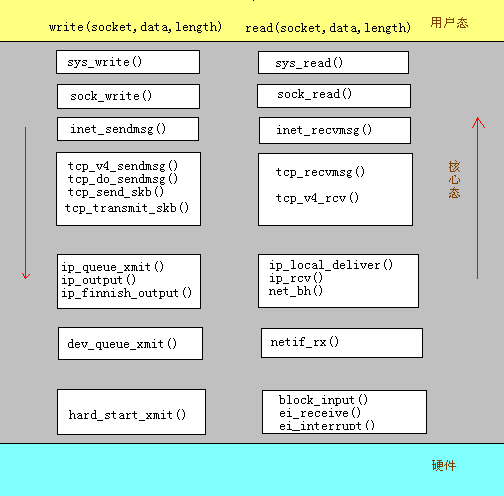 write(socket,data,length) read(socket,data,length) 用户态
sys_write() sys_read()
sock_write() sock_read()
inet_sendmsg() inet_recvmsg()
tcp_v4_sendmsg()
tcp_do_sendmsg()
tcp_send_skb()
tcp_transmit_skb()
tcp_recvmsg()
tcp_v4_rcv()
核心态
ip_queue_xmit()
ip_output()
ip_finnish_output()
ip_local_deliver()
ip_rcv()
net_bh()
dev_queue_xmit() netif_rx()
hard_start_xmit()
block_input()
ei_receive()
ei_interrupt()
硬件